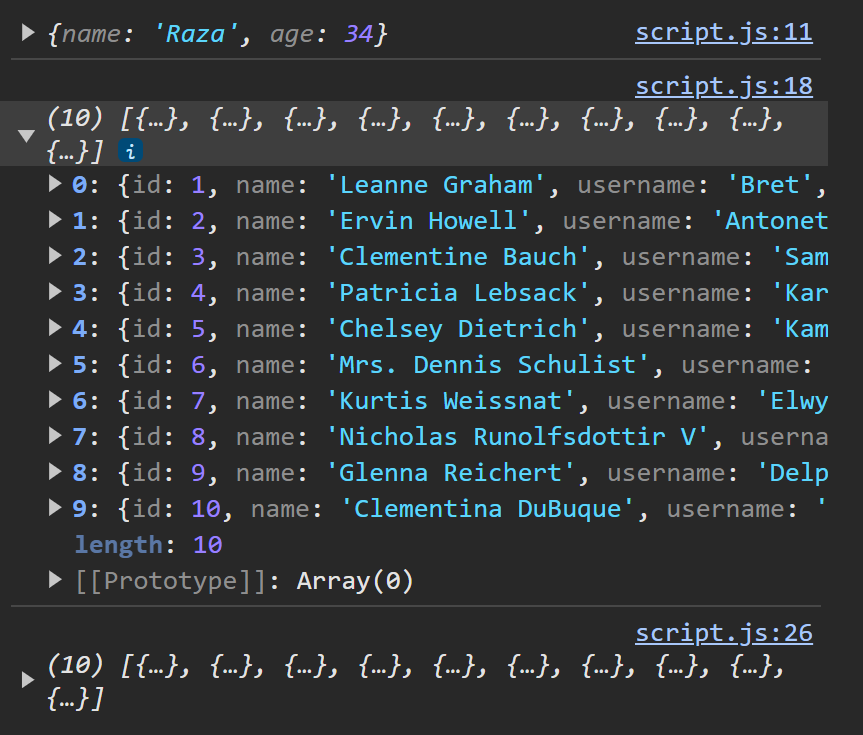 {name: 'Raza', age: 34} script.js:11
script.js:18
(10) [{…}, {…}, {…}, {…}, {…}, {…}, {…}, {…}, {…},
{…}] i
0: {id: 1, name: 'Leanne Graham', username: 'Bret',
1: {id: 2, name: 'Ervin Howell', username: 'Antonet
2: {id: 3, name: 'Clementine Bauch', username: 'Sam
3: {id: 4, name: 'Patricia Lebsack', username: 'Kar
4: {id: 5, name: 'Chelsey Dietrich', username: 'Kam
5: {id: 6, name: 'Mrs. Dennis Schulist', username:
6: {id: 7, name: 'Kurtis Weissnat', username: 'Elwy
7: {id: 8, name: 'Nicholas Runolfsdottir V', userna
8: {id: 9, name: 'Glenna Reichert', username: 'Delp
9: {id: 10, name: 'Clementina DuBuque', username: '
length: 10
[[Prototype]]: Array(0)
script.js:26
(10) [{…}, {…}, {…}, {…}, {…}, {…}, {…}, {…}, {…},
{…}]